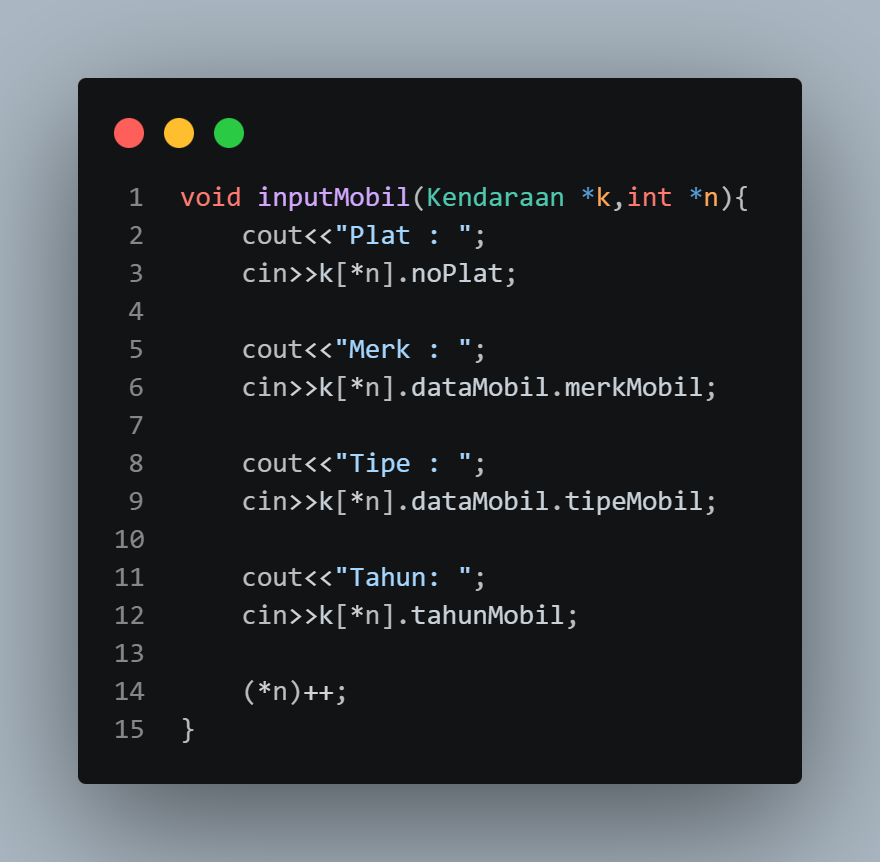 1 void inputMobil(Kendaraan *k,int *n){
2 cout<<"Plat : ";
3 cin>>k[*n].noPlat;
4
5 cout<<"Merk : ";
6 cin>>k[*n].dataMobil.merkMobil;
7
8 cout<<"Tipe : ";
9 cin>>k[*n].dataMobil.tipeMobil;
10
11 cout<<"Tahun: ";
12 cin>>k[*n].tahunMobil;
13
14 (*n)++;
15 }